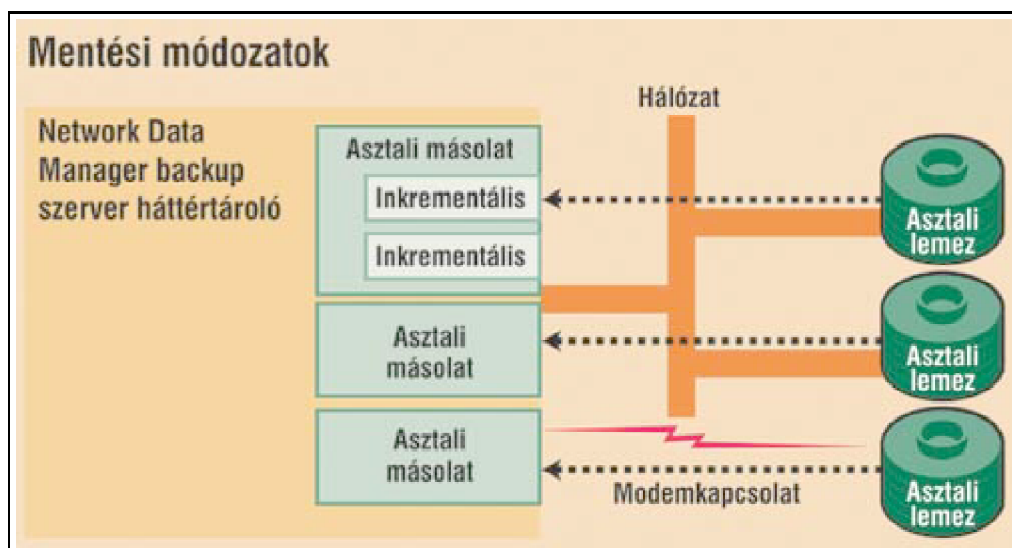 Mentési módozatok
Network Data
Manager backup
szerver háttértároló
Asztali másolat
Inkrementális
Inkrementális
Asztali
másolat
Asztali
másolat
Hálózat
Modemkapcsolat
Asztali
lemez
Asztali
lemez
Asztali
lemez